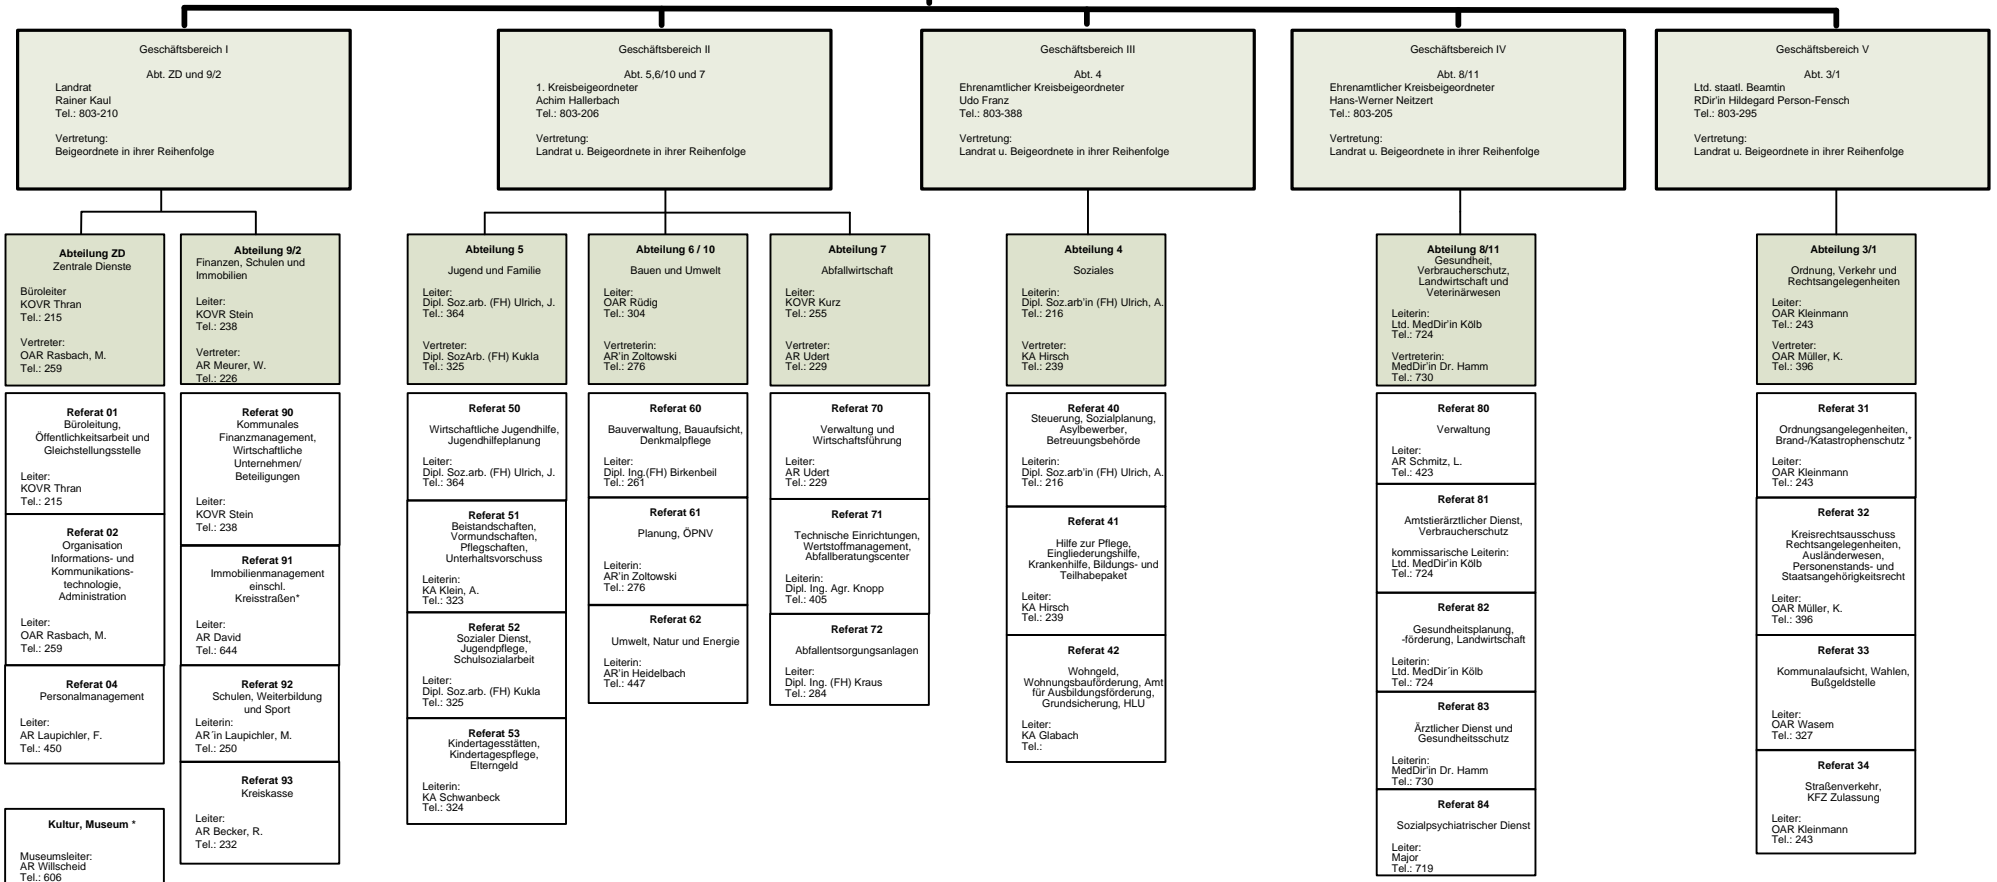 Geschäftsbereich I
Abt. ZD und 9/2
Landrat
Rainer Kaul
Tel.: 803-210
Vertretung:
Beigeordnete in ihrer Reihenfolge
Geschäftsbereich II
Abt. 5,6/10 und 7
1. Kreisbeigeordneter
Achim Hallerbach
Tel.: 803-206
Vertretung:
Landrat u. Beigeordnete in ihrer Reihenfolge
Geschäftsbereich III
Abt. 4
Ehrenamtlicher Kreisbeigeordneter
Udo Franz
Tel.: 803-388
Vertretung:
Landrat u. Beigeordnete in ihrer Reihenfolge
Geschäftsbereich IV
Abt. 8/11
Ehrenamtlicher Kreisbeigeordneter
Hans-Werner Neitzert
Tel.: 803-205
Vertretung:
Landrat u. Beigeordnete in ihrer Reihenfolge
Geschäftsbereich V
Abt. 3/1
Ltd. staatl. Beamtin
RDir'in Hildegard Person-Fensch
Tel.: 803-295
Vertretung:
Landrat u. Beigeordnete in ihrer Reihenfolge
Abteilung ZD
Zentrale Dienste
Büroleiter
KOVR Thran
Tel.: 215
Vertreter:
OAR Rasbach, M.
Tel.: 259
Referat 01
Büroleitung,
Öffentlichkeitsarbeit und
Gleichstellungsstelle
Leiter:
KOVR Thran
Tel.: 215
Referat 02
Organisation
Informations- und
Kommunikations-
technologie,
Administration
Leiter:
OAR Rasbach, M.
Tel.: 259
Referat 04
Personalmanagement
Leiter:
AR Laupichler, F.
Tel.: 450
Kultur, Museum *
Museumsleiter:
AR Willscheid
Tel.: 606
Abteilung 9/2
Finanzen, Schulen und
Immobilien
Leiter:
KOVR Stein
Tel.: 238
Vertreter:
AR Meurer, W.
Tel.: 226
Referat 90
Kommunales
Finanzmanagement,
Wirtschaftliche
Unternehmen/
Beteiligungen
Leiter:
KOVR Stein
Tel.: 238
Referat 91
Immobilienmanagement
einschl.
Kreisstraßen*
Leiter:
AR David
Tel.: 644
Referat 92
Schulen, Weiterbildung
und Sport
Leiterin:
AR´in Laupichler, M.
Tel.: 250
Referat 93
Kreiskasse
Leiter:
AR Becker, R.
Tel.: 232
Abteilung 5
Jugend und Familie
Leiter:
Dipl. Soz.arb. (FH) Ulrich, J.
Tel.: 364
Vertreter:
Dipl. SozArb. (FH) Kukla
Tel.: 325
Referat 50
Wirtschaftliche Jugendhilfe,
Jugendhilfeplanung
Leiter:
Dipl. Soz.arb. (FH) Ulrich, J.
Tel.: 364
Referat 51
Beistandschaften,
Vormundschaften,
Pflegschaften,
Unterhaltsvorschuss
Leiterin:
KA Klein, A.
Tel.: 323
Referat 52
Sozialer Dienst,
Jugendpflege,
Schulsozialarbeit
Leiter:
Dipl. Soz.arb. (FH) Kukla
Tel.: 325
Referat 53
Kindertagesstätten,
Kindertagespflege,
Elterngeld
Leiterin:
KA Schwanbeck
Tel.: 324
Abteilung 6 / 10
Bauen und Umwelt
Leiter:
OAR Rüdig
Tel.: 304
Vertreterin:
AR'in Zoltowski
Tel.: 276
Referat 60
Bauverwaltung, Bauaufsicht,
Denkmalpflege
Leiter:
Dipl. Ing.(FH) Birkenbeil
Tel.: 261
Referat 61
Planung, ÖPNV
Leiterin:
AR'in Zoltowski
Tel.: 276
Referat 62
Umwelt, Natur und Energie
Leiterin:
AR'in Heidelbach
Tel.: 447
Abteilung 7
Abfallwirtschaft
Leiter:
KOVR Kurz
Tel.: 255
Vertreter:
AR Udert
Tel.: 229
Referat 70
Verwaltung und
Wirtschaftsführung
Leiter:
AR Udert
Tel.: 229
Referat 71
Technische Einrichtungen,
Wertstoffmanagement,
Abfallberatungscenter
Leiterin:
Dipl. Ing. Agr. Knopp
Tel.: 405
Referat 72
Abfallentsorgungsanlagen
Leiter:
Dipl. Ing. (FH) Kraus
Tel.: 284
Abteilung 4
Soziales
Leiterin:
Dipl. Soz.arb'in (FH) Ulrich, A.
Tel.: 216
Vertreter:
KA Hirsch
Tel.: 239
Referat 40
Steuerung, Sozialplanung,
Asylbewerber,
Betreuungsbehörde
Leiterin:
Dipl. Soz.arb'in (FH) Ulrich, A.
Tel.: 216
Referat 41
Hilfe zur Pflege,
Eingliederungshilfe,
Krankenhilfe, Bildungs- und
Teilhabepaket
Leiter:
KA Hirsch
Tel.: 239
Referat 42
Wohngeld,
Wohnungsbauförderung, Amt
für Ausbildungsförderung,
Grundsicherung, HLU
Leiter:
KA Glabach
Tel.:
Abteilung 8/11
Gesundheit,
Verbraucherschutz,
Landwirtschaft und
Veterinärwesen
Leiterin:
Ltd. MedDir'in Kölb
Tel.: 724
Vertreterin:
MedDir'in Dr. Hamm
Tel.: 730
Referat 80
Verwaltung
Leiter:
AR Schmitz, L.
Tel.: 423
Referat 81
Amtstierärztlicher Dienst,
Verbraucherschutz
kommissarische Leiterin:
Ltd. MedDir'in Kölb
Tel.: 724
Referat 82
Gesundheitsplanung,
-förderung, Landwirtschaft
Leiterin:
Ltd. MedDir´in Kölb
Tel.: 724
Referat 83
Ärztlicher Dienst und
Gesundheitsschutz
Leiterin:
MedDir'in Dr. Hamm
Tel.: 730
Referat 84
Sozialpsychiatrischer Dienst
Leiter:
Major
Tel.: 719
Abteilung 3/1
Ordnung, Verkehr und
Rechtsangelegenheiten
Leiter:
OAR Kleinmann
Tel.: 243
Vertreter:
OAR Müller, K.
Tel.: 396
Referat 31
Ordnungsangelegenheiten,
Brand-/Katastrophenschutz *
Leiter:
OAR Kleinmann
Tel.: 243
Referat 32
Kreisrechtsausschuss
Rechtsangelegenheiten,
Ausländerwesen,
Personenstands- und
Staatsangehörigkeitsrecht
Leiter:
OAR Müller, K.
Tel.: 396
Referat 33
Kommunalaufsicht, Wahlen,
Bußgeldstelle
Leiter:
OAR Wasem
Tel.: 327
Referat 34
Straßenverkehr,
KFZ Zulassung
Leiter:
OAR Kleinmann
Tel.: 243